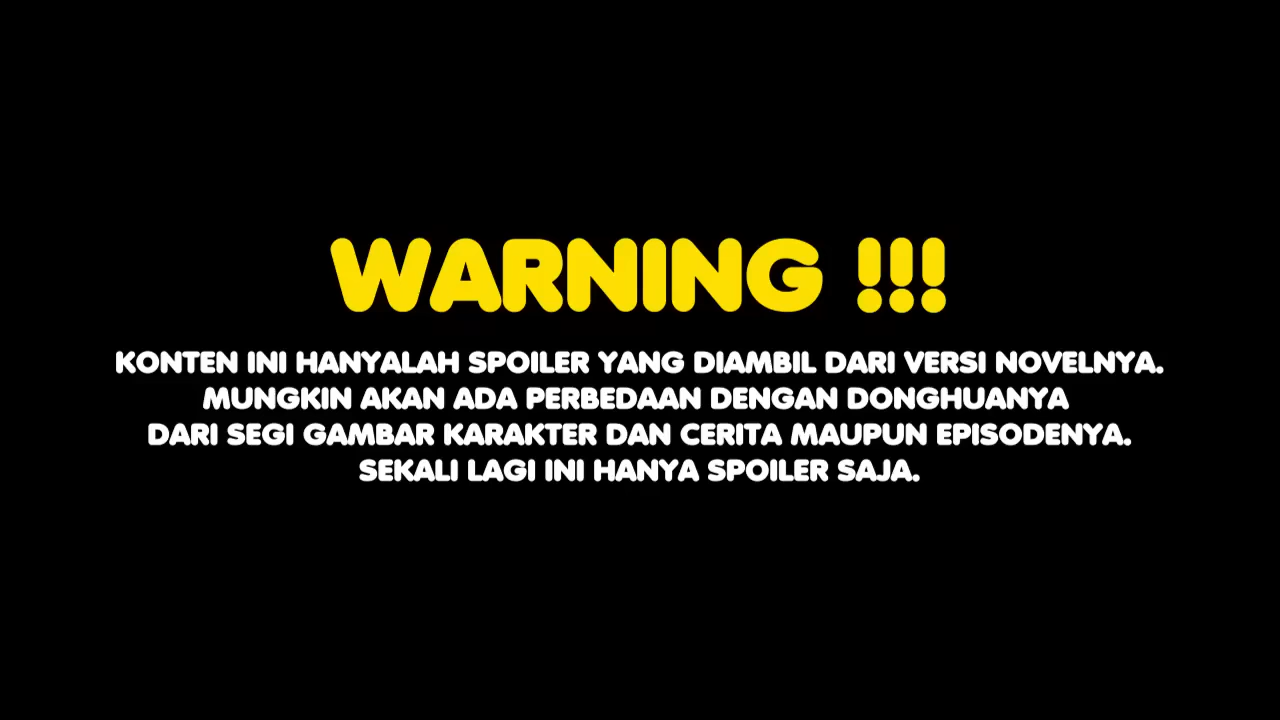 WARNING !!!
KONTEN INI HANYALAH SPOILER YANG DIAMBIL DARI VERSI NOVELNYA.
MUNGKIN AKAN ADA PERBEDAAN DENGAN DONGHUANYA
DARI SEGI GAMBAR KARAKTER DAN CERITA MAUPUN EPISODENYA.
SEKALI LAGI INI HANYA SPOILER SAJA.